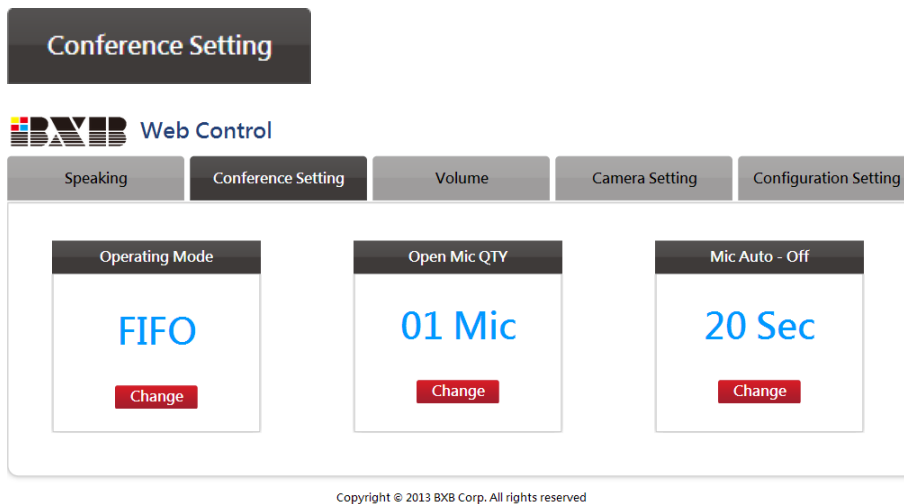 Conference Setting
BXB Web Control
Speaking Conference Setting Volume Camera Setting Configuration Setting
Operating Mode Open Mic QTY Mic Auto - Off
FIFO 01 Mic 20 Sec
Change Change Change
Copyright © 2013 BXB Corp. All rights reserved